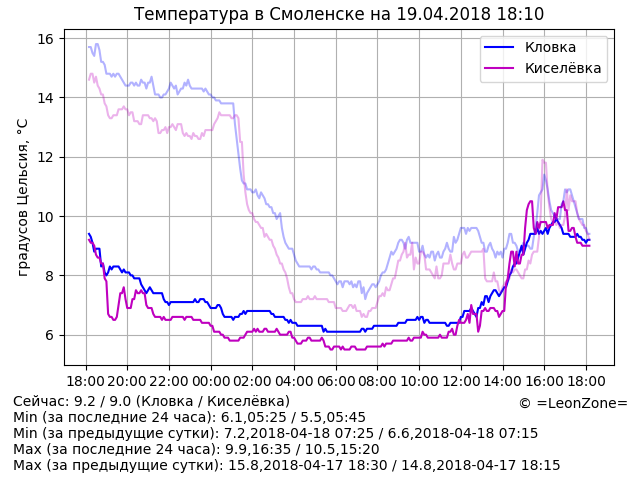 Температура в Смоленске на 19.04.2018 18:10
градусов Цельсия, °C
16
14
12
10
8
6
Кловка
Киселёвка
18:00 20:00 22:00 00:00 02:00 04:00 06:00 08:00 10:00 12:00 14:00 16:00 18:00
Сейчас: 9.2 / 9.0 (Кловка / Киселёвка)
© =LeonZone=
Min (за последние 24 часа): 6.1,05:25 / 5.5,05:45
Min (за предыдущие сутки): 7.2,2018-04-18 07:25 / 6.6,2018-04-18 07:15
Max (за последние 24 часа): 9.9,16:35 / 10.5,15:20
Max (за предыдущие сутки): 15.8,2018-04-17 18:30 / 14.8,2018-04-17 18:15